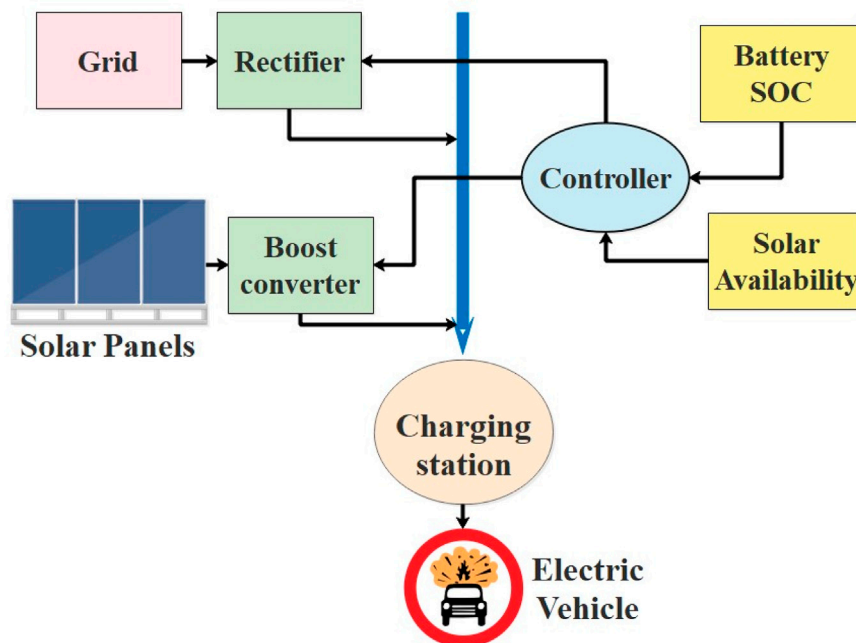 Grid
Rectifier
Battery
SOC
Controller
Boost
converter
Solar
Availability
Solar Panels
Charging
station
Electric
Vehicle